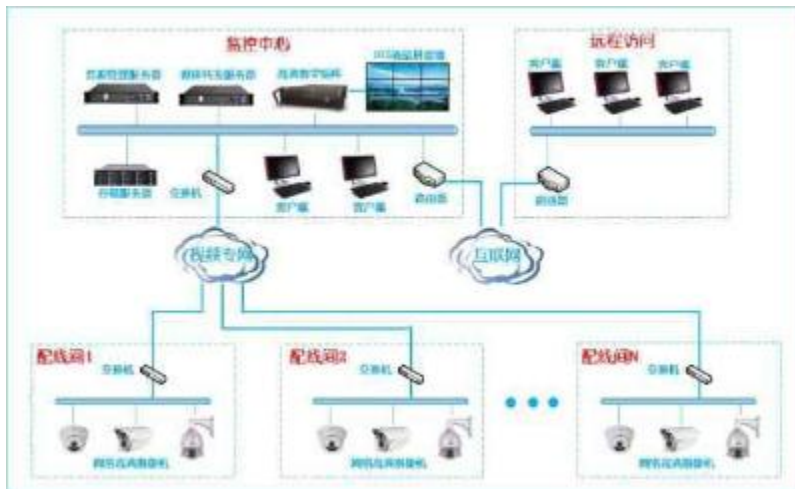 监控中心
远程访问
客户端
客户端
客户端
交换机
客户端
客户端
路由器
路由器
视频专网
互联网
配线间1
交换机
配线间2
交换机
配线间N
交换机
网络高清摄像机
网络高清摄像机
网络高清摄像机
存储服务器